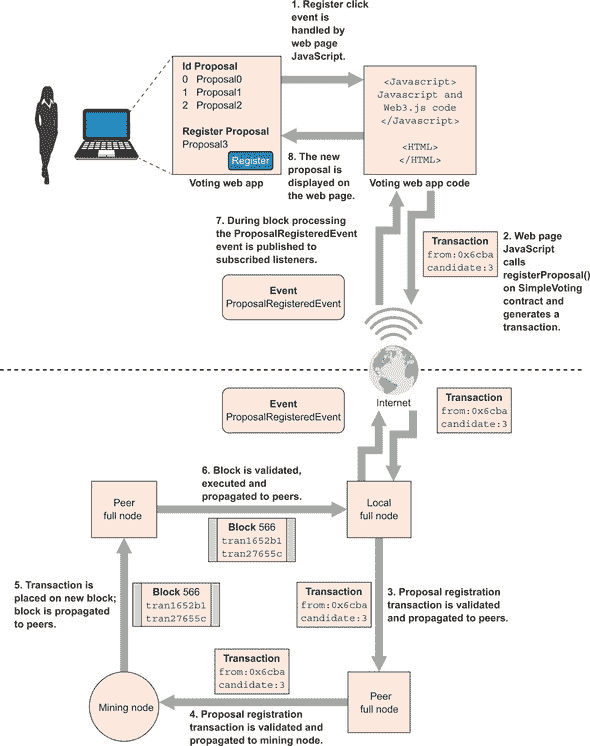 1. Register click
event is
handled by
web page
JavaScript.
Id Proposal
0 Proposal0
1 Proposal1
2 Proposal2
Register Proposal
Proposal3
Register
Voting web app
<Javascript>
Javascript and
Web3.js code
</Javascript>
<HTML>
</HTML>
Voting web app code
8. The new
proposal is
displayed on
the web page.
7. During block processing
the ProposalRegisteredEvent
event is published to
subscribed listeners.
Transaction
from:0x6cba
candidate:3
2. Web page
JavaScript
calls
registerProposal()
on SimpleVoting
contract and
generates a
transaction.
Event
ProposalRegisteredEvent
Internet
Event
ProposalRegisteredEvent
Transaction
from:0x6cba
candidate:3
6. Block is validated,
executed and
propagated to peers.
Peer
full node
Local
full node
Block 566
tran1652b1
tran27655c
5. Transaction is
placed on new block;
block is propagated
to peers.
Block 566
tran1652b1
tran27655c
Transaction
from:0x6cba
candidate:3
3. Proposal registration
transaction is validated
and propagated to peers.
Transaction
from:0x6cba
candidate:3
Mining node
Peer
full node
4. Proposal registration
transaction is validated and
propagated to mining node.